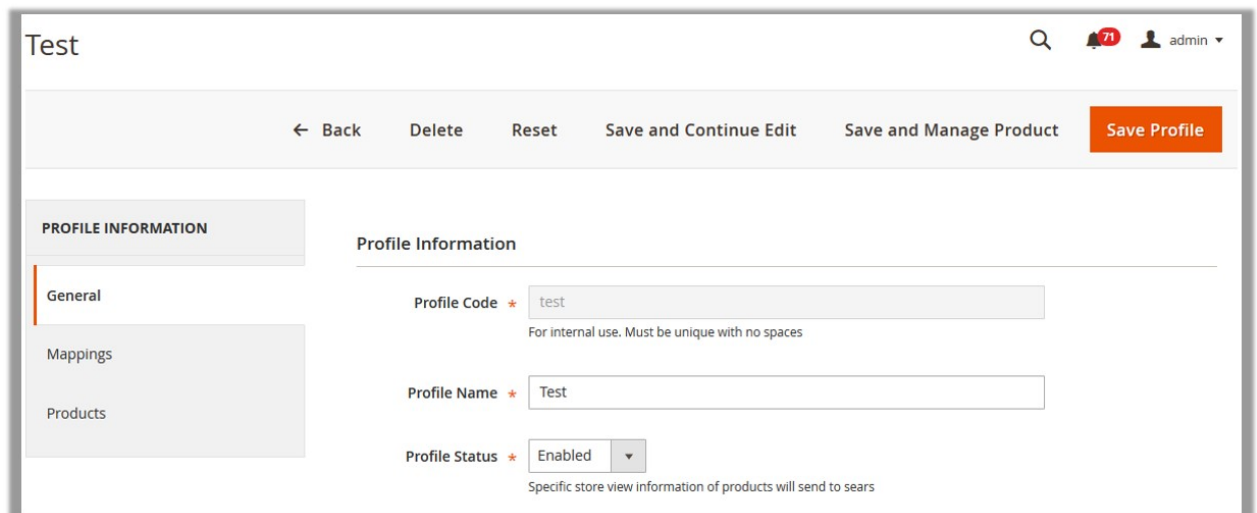 Test
71
admin
← Back Delete Reset Save and Continue Edit Save and Manage Product Save Profile
PROFILE INFORMATION
General
Mappings
Products
Profile Information
Profile Code * test
For internal use. Must be unique with no spaces
Profile Name * Test
Profile Status * Enabled
Specific store view information of products will send to sears